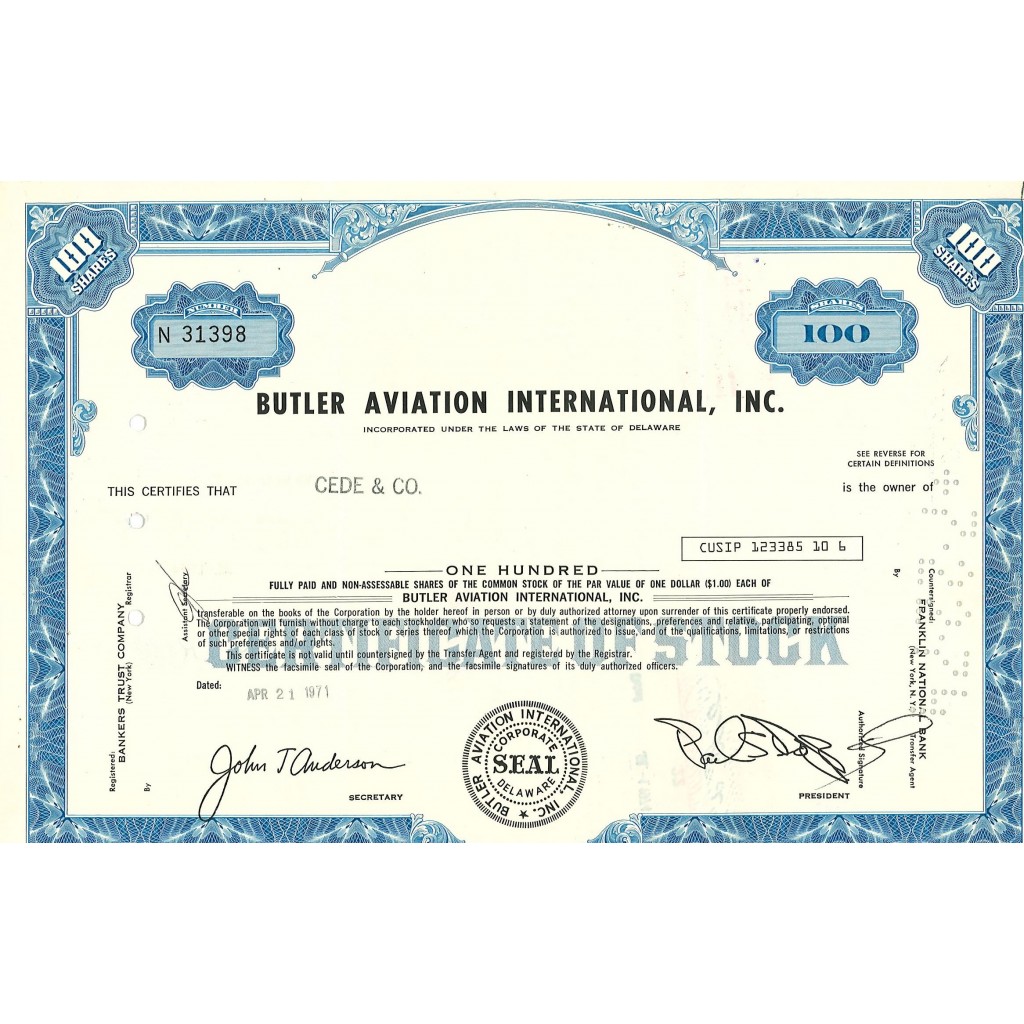 100 SHARES
100 SHARES
NUMBER
N 31398
SHARES
100
BUTLER AVIATION INTERNATIONAL, INC.
INCORPORATED UNDER THE LAWS OF THE STATE OF DELAWARE
SEE REVERSE FOR
CERTAIN DEFINITIONS
THIS CERTIFIES THAT CEDE & CO. is the owner of
CUSIP 123385 10 6
ONE HUNDRED
FULLY PAID AND NON-ASSESSABLE SHARES OF THE COMMON STOCK OF THE PAR VALUE OF ONE DOLLAR ($1.00) EACH OF
BUTLER AVIATION INTERNATIONAL, INC.
transferable on the books of the Corporation by the holder hereof in person or by duly authorized attorney upon surrender of this certificate properly endorsed.
The Corporation will furnish without charge to each stockholder who so requests a statement of the designations, preferences and relative, participating, optional
or other special rights of each class of stock or series thereof which the Corporation is authorized to issue, and of the qualifications, limitations, or restrictions
of such preferences and/or rights.
This certificate is not valid until countersigned by the Transfer Agent and registered by the Registrar.
WITNESS the facsimile seal of the Corporation, and the facsimile signatures of its duly authorized officers.
CERTIFICATE OF STOCK
Dated: APR 21 1971
John T Anderson
SECRETARY
BUTLER AVIATION INTERNATIONAL, INC.
CORPORATE
SEAL
DELAWARE
PRESIDENT
Registered:
BANKERS TRUST COMPANY
(New York) Registrar
By
Assistant Secretary
Countersigned:
FRANKLIN NATIONAL BANK
(New York, N.Y.) Transfer Agent
By
Authorized Signature